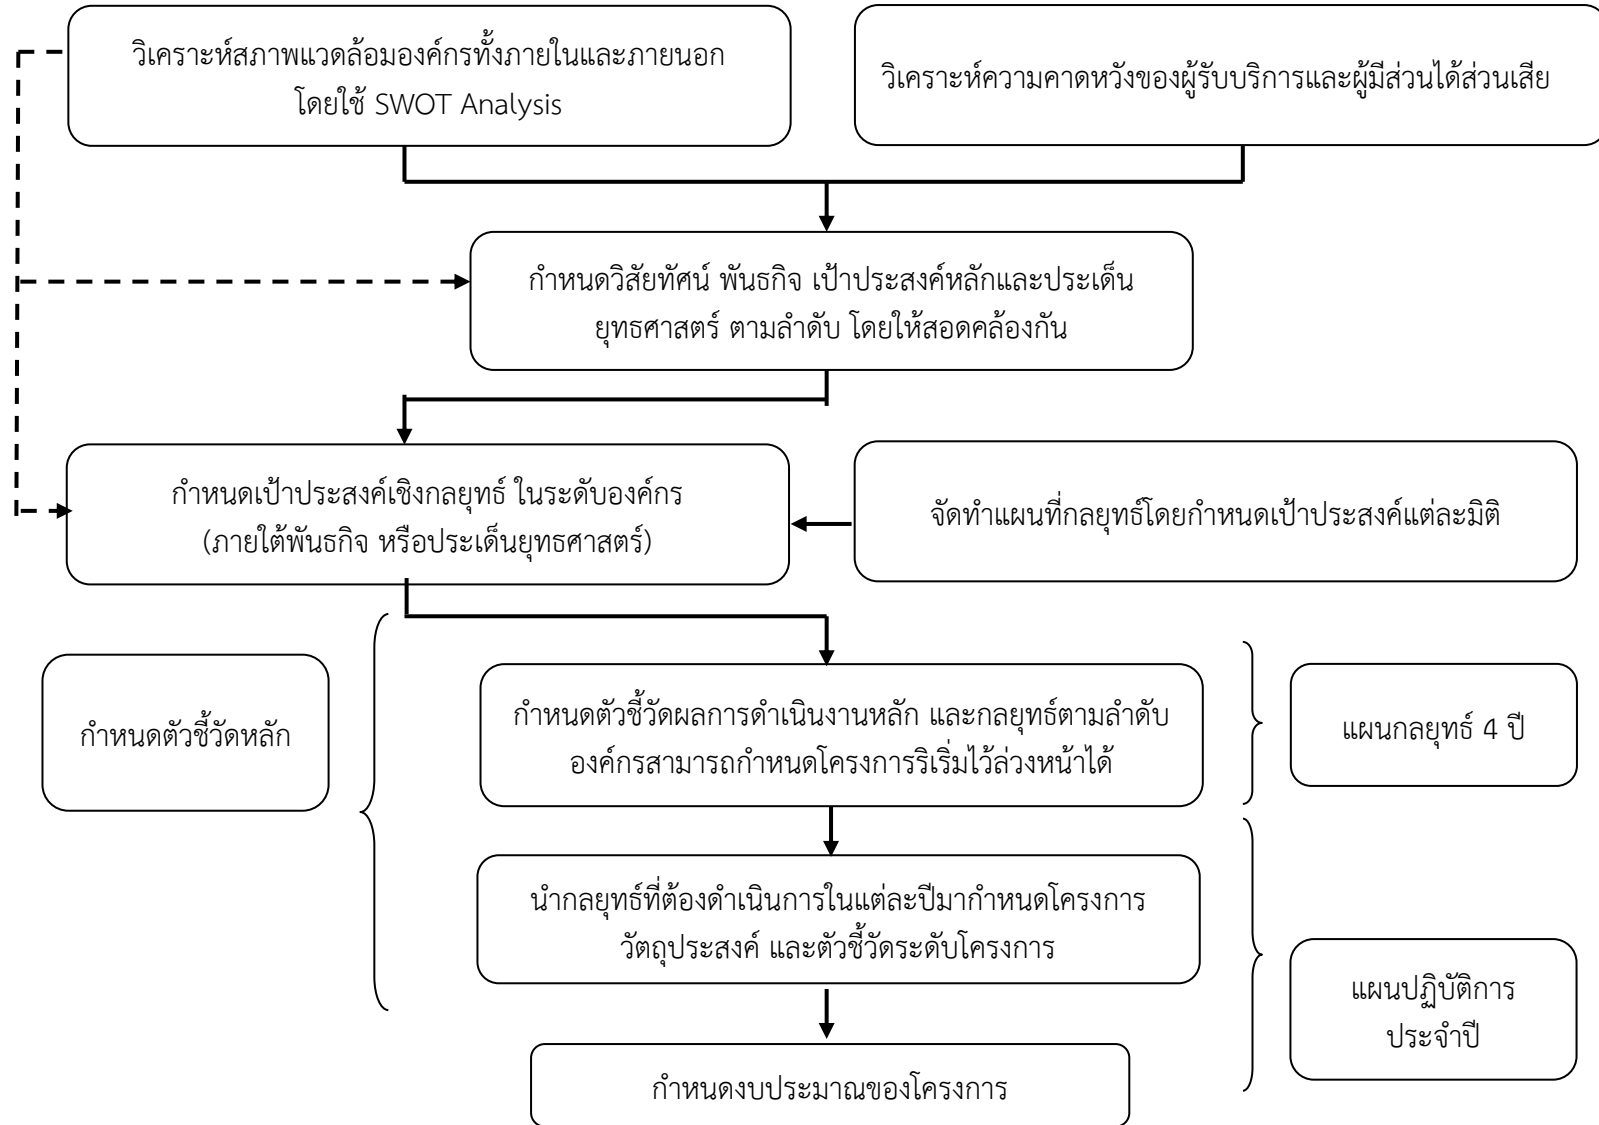 วิเคราะห์สภาพแวดล้อมองค์กรทั้งภายในและภายนอก
โดยใช้ SWOT Analysis
วิเคราะห์ความคาดหวังของผู้รับบริการและผู้มีส่วนได้ส่วนเสีย
กำหนดวิสัยทัศน์ พันธกิจ เป้าประสงค์หลักและประเด็น
ยุทธศาสตร์ ตามลำดับ โดยให้สอดคล้องกัน
กำหนดเป้าประสงค์เชิงกลยุทธ์ ในระดับองค์กร
(ภายใต้พันธกิจ หรือประเด็นยุทธศาสตร์)
จัดทำแผนที่กลยุทธ์โดยกำหนดเป้าประสงค์แต่ละมิติ
กำหนดตัวชี้วัดหลัก
กำหนดตัวชี้วัดผลการดำเนินงานหลัก และกลยุทธ์ตามลำดับ
องค์กรสามารถกำหนดโครงการริเริ่มไว้ล่วงหน้าได้
แผนกลยุทธ์ 4 ปี
นำกลยุทธ์ที่ต้องดำเนินการในแต่ละปีมากำหนดโครงการ
วัตถุประสงค์ และตัวชี้วัดระดับโครงการ
แผนปฏิบัติการ
ประจำปี
กำหนดงบประมาณของโครงการ